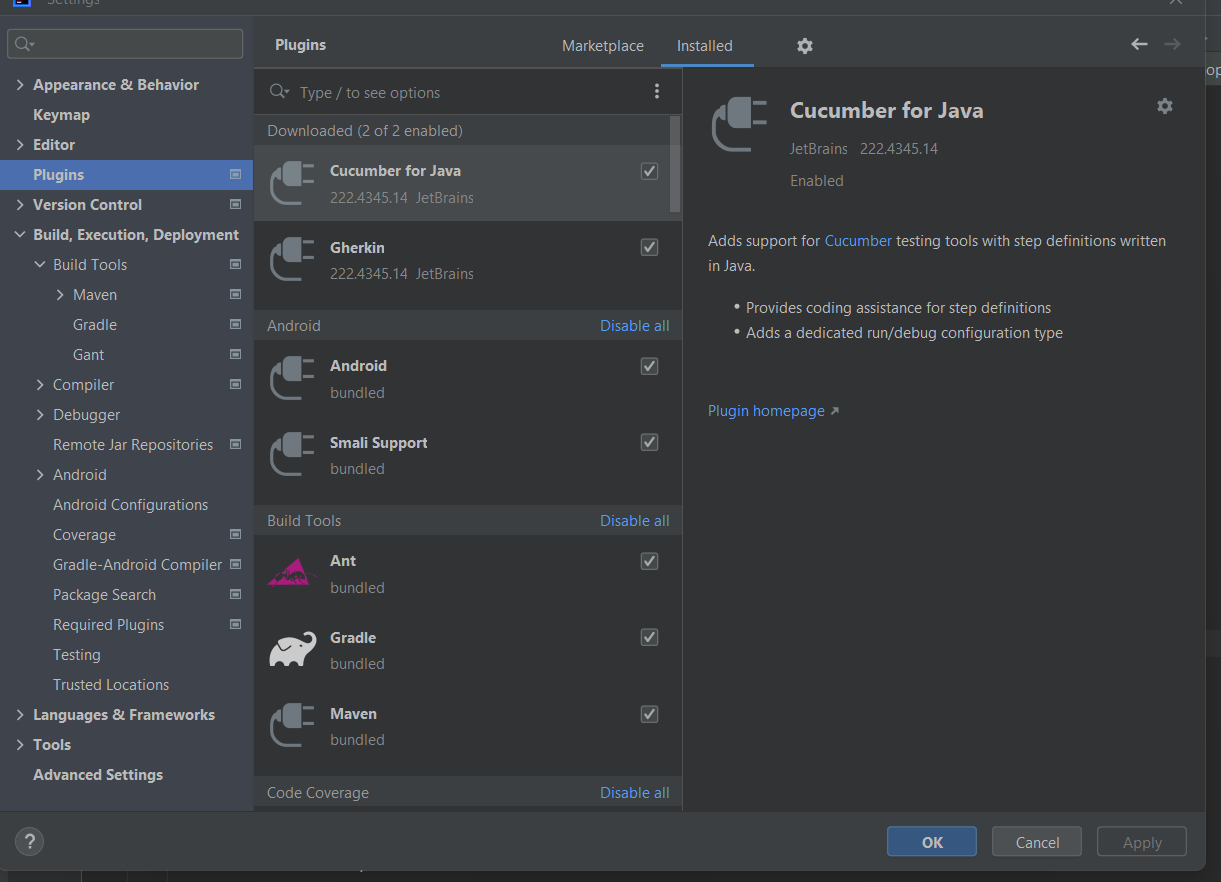 Settings
Plugins
Marketplace
Installed
Type / to see options
Appearance & Behavior
Keymap
Editor
Plugins
Version Control
Build, Execution, Deployment
Build Tools
Maven
Gradle
Gant
Compiler
Debugger
Remote Jar Repositories
Android
Android Configurations
Coverage
Gradle-Android Compiler
Package Search
Required Plugins
Testing
Trusted Locations
Languages & Frameworks
Tools
Advanced Settings
Downloaded (2 of 2 enabled)
Cucumber for Java
222.4345.14 JetBrains
Gherkin
222.4345.14 JetBrains
Android Disable all
Android
bundled
Smali Support
bundled
Build Tools Disable all
Ant
bundled
Gradle
bundled
Maven
bundled
Code Coverage Disable all
Cucumber for Java
JetBrains 222.4345.14
Enabled
Adds support for Cucumber testing tools with step definitions written
in Java.
• Provides coding assistance for step definitions
• Adds a dedicated run/debug configuration type
Plugin homepage
op
?
OK
Cancel
Apply